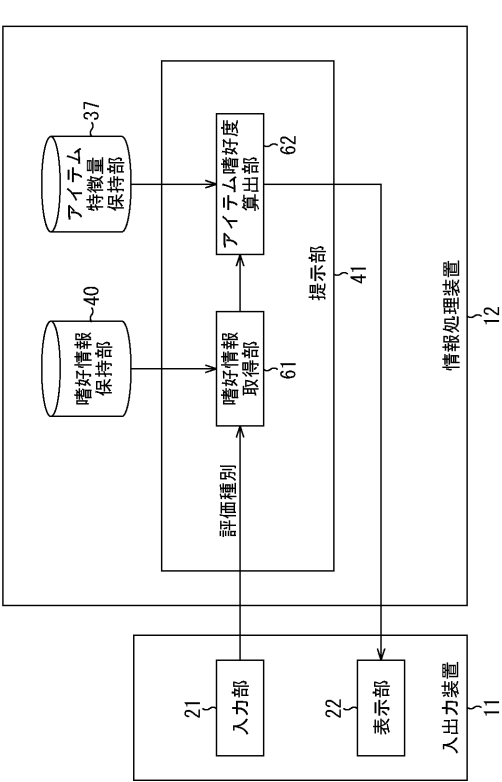 入出力装置
11
21
入力部
22
表示部
情報処理装置
12
40
嗜好情報
保持部
37
アイテム
特徴量
保持部
評価種別
嗜好情報
取得部
61
アイテム嗜好度
算出部
62
提示部
41